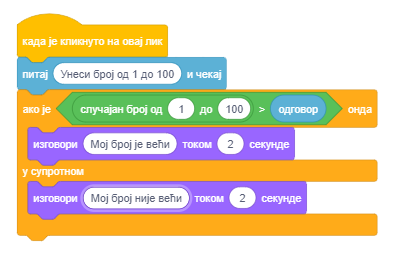 када је кликнуто на овај лик
питај Унеси број од 1 до 100 и чекај
ако је случајан број од 1 до 100 > одговор онда
изговори Мој број је већи током 2 секунде
у супротном
изговори Мој број није већи током 2 секунде